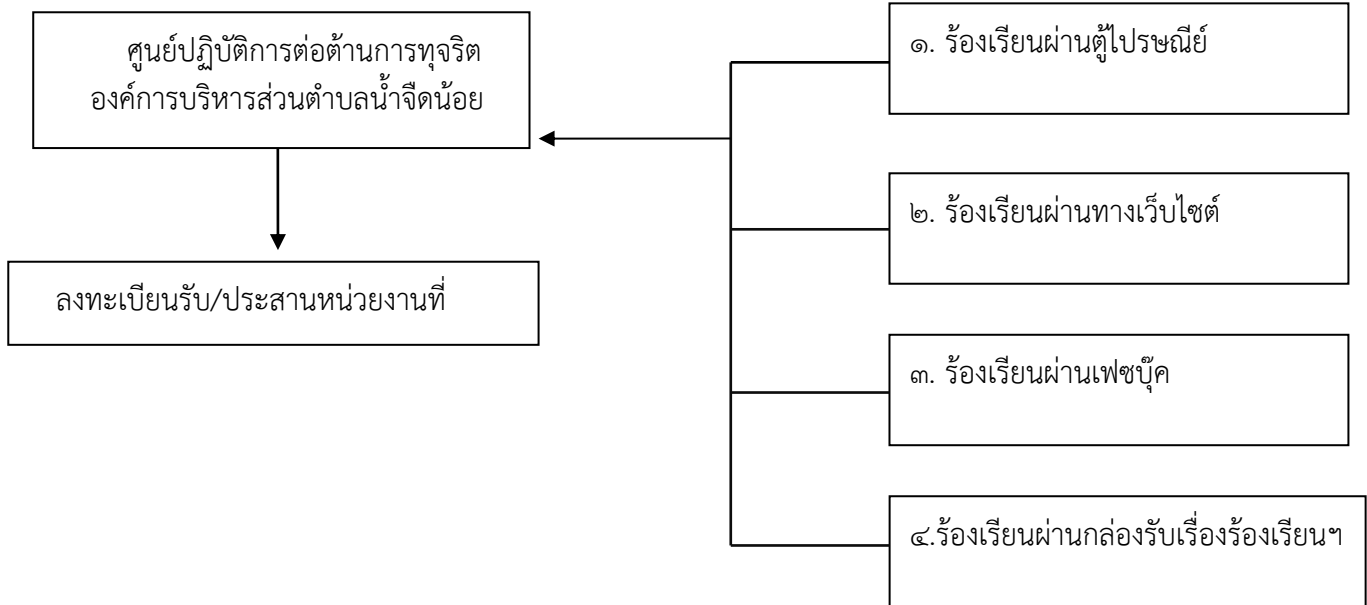 ศูนย์ปฏิบัติการต่อต้านการทุจริต
องค์การบริหารส่วนตำบลน้ำจืดน้อย
ลงทะเบียนรับ/ประสานหน่วยงานที่
๑. ร้องเรียนผ่านตู้ไปรษณีย์
๒. ร้องเรียนผ่านทางเว็บไซต์
๓. ร้องเรียนผ่านเฟซบุ๊ค
๔.ร้องเรียนผ่านกล่องรับเรื่องร้องเรียนฯ